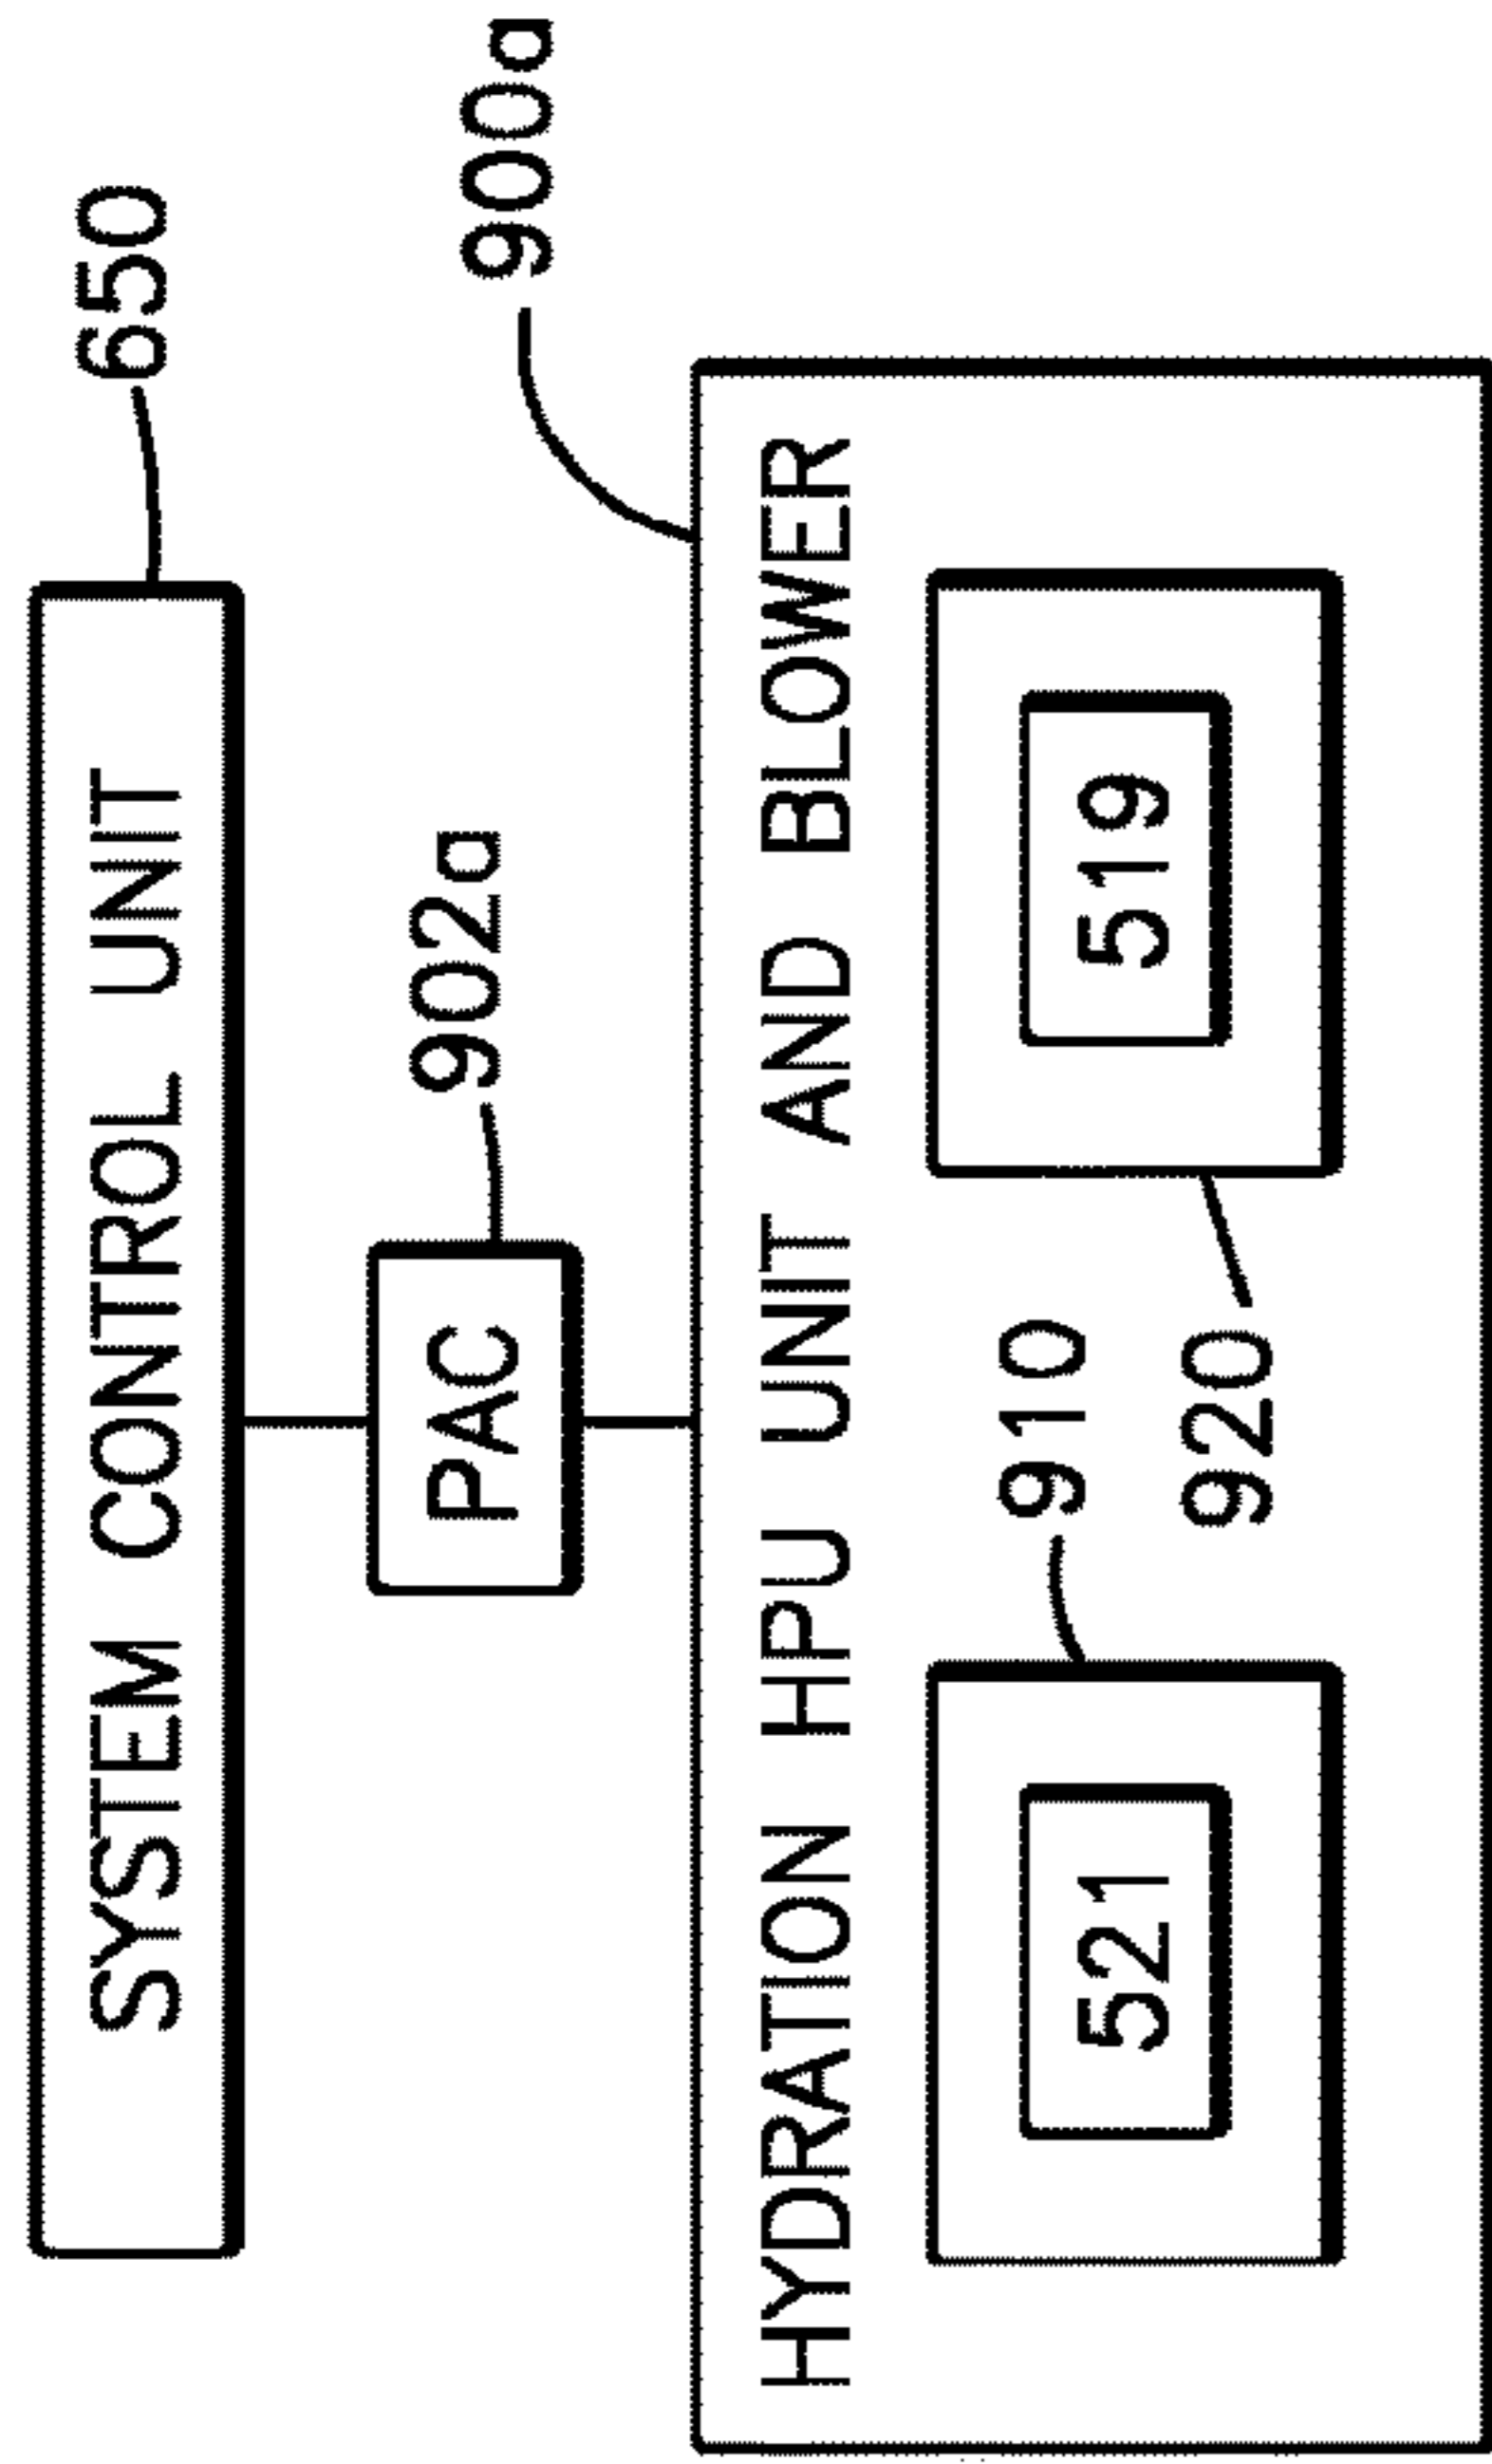 SYSTEM CONTROL UNIT
650
PAC
902a
900a
HYDRATION HPU UNIT AND BLOWER
521
910
920
519